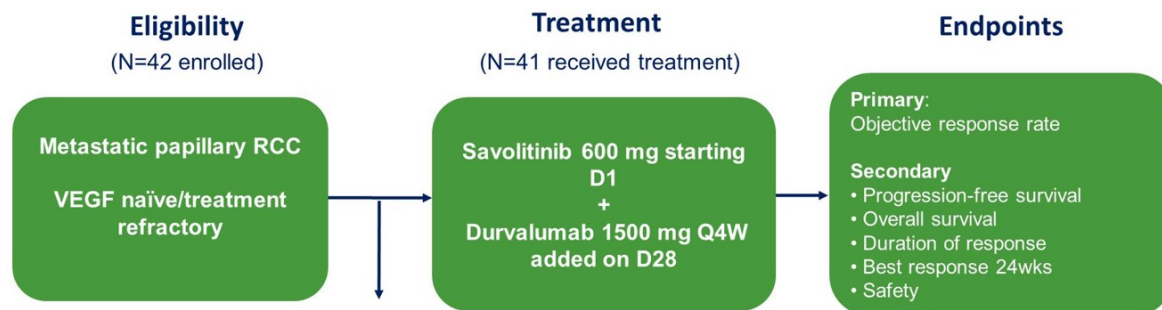 Eligibility
(N=42 enrolled)
Metastatic papillary RCC
VEGF naïve/treatment
refractory
Treatment
(N=41 received treatment)
Savolitinib 600 mg starting
D1
+
Durvalumab 1500 mg Q4W
added on D28
Endpoints
Primary:
Objective response rate
Secondary
• Progression-free survival
• Overall survival
• Duration of response
• Best response 24wks
• Safety